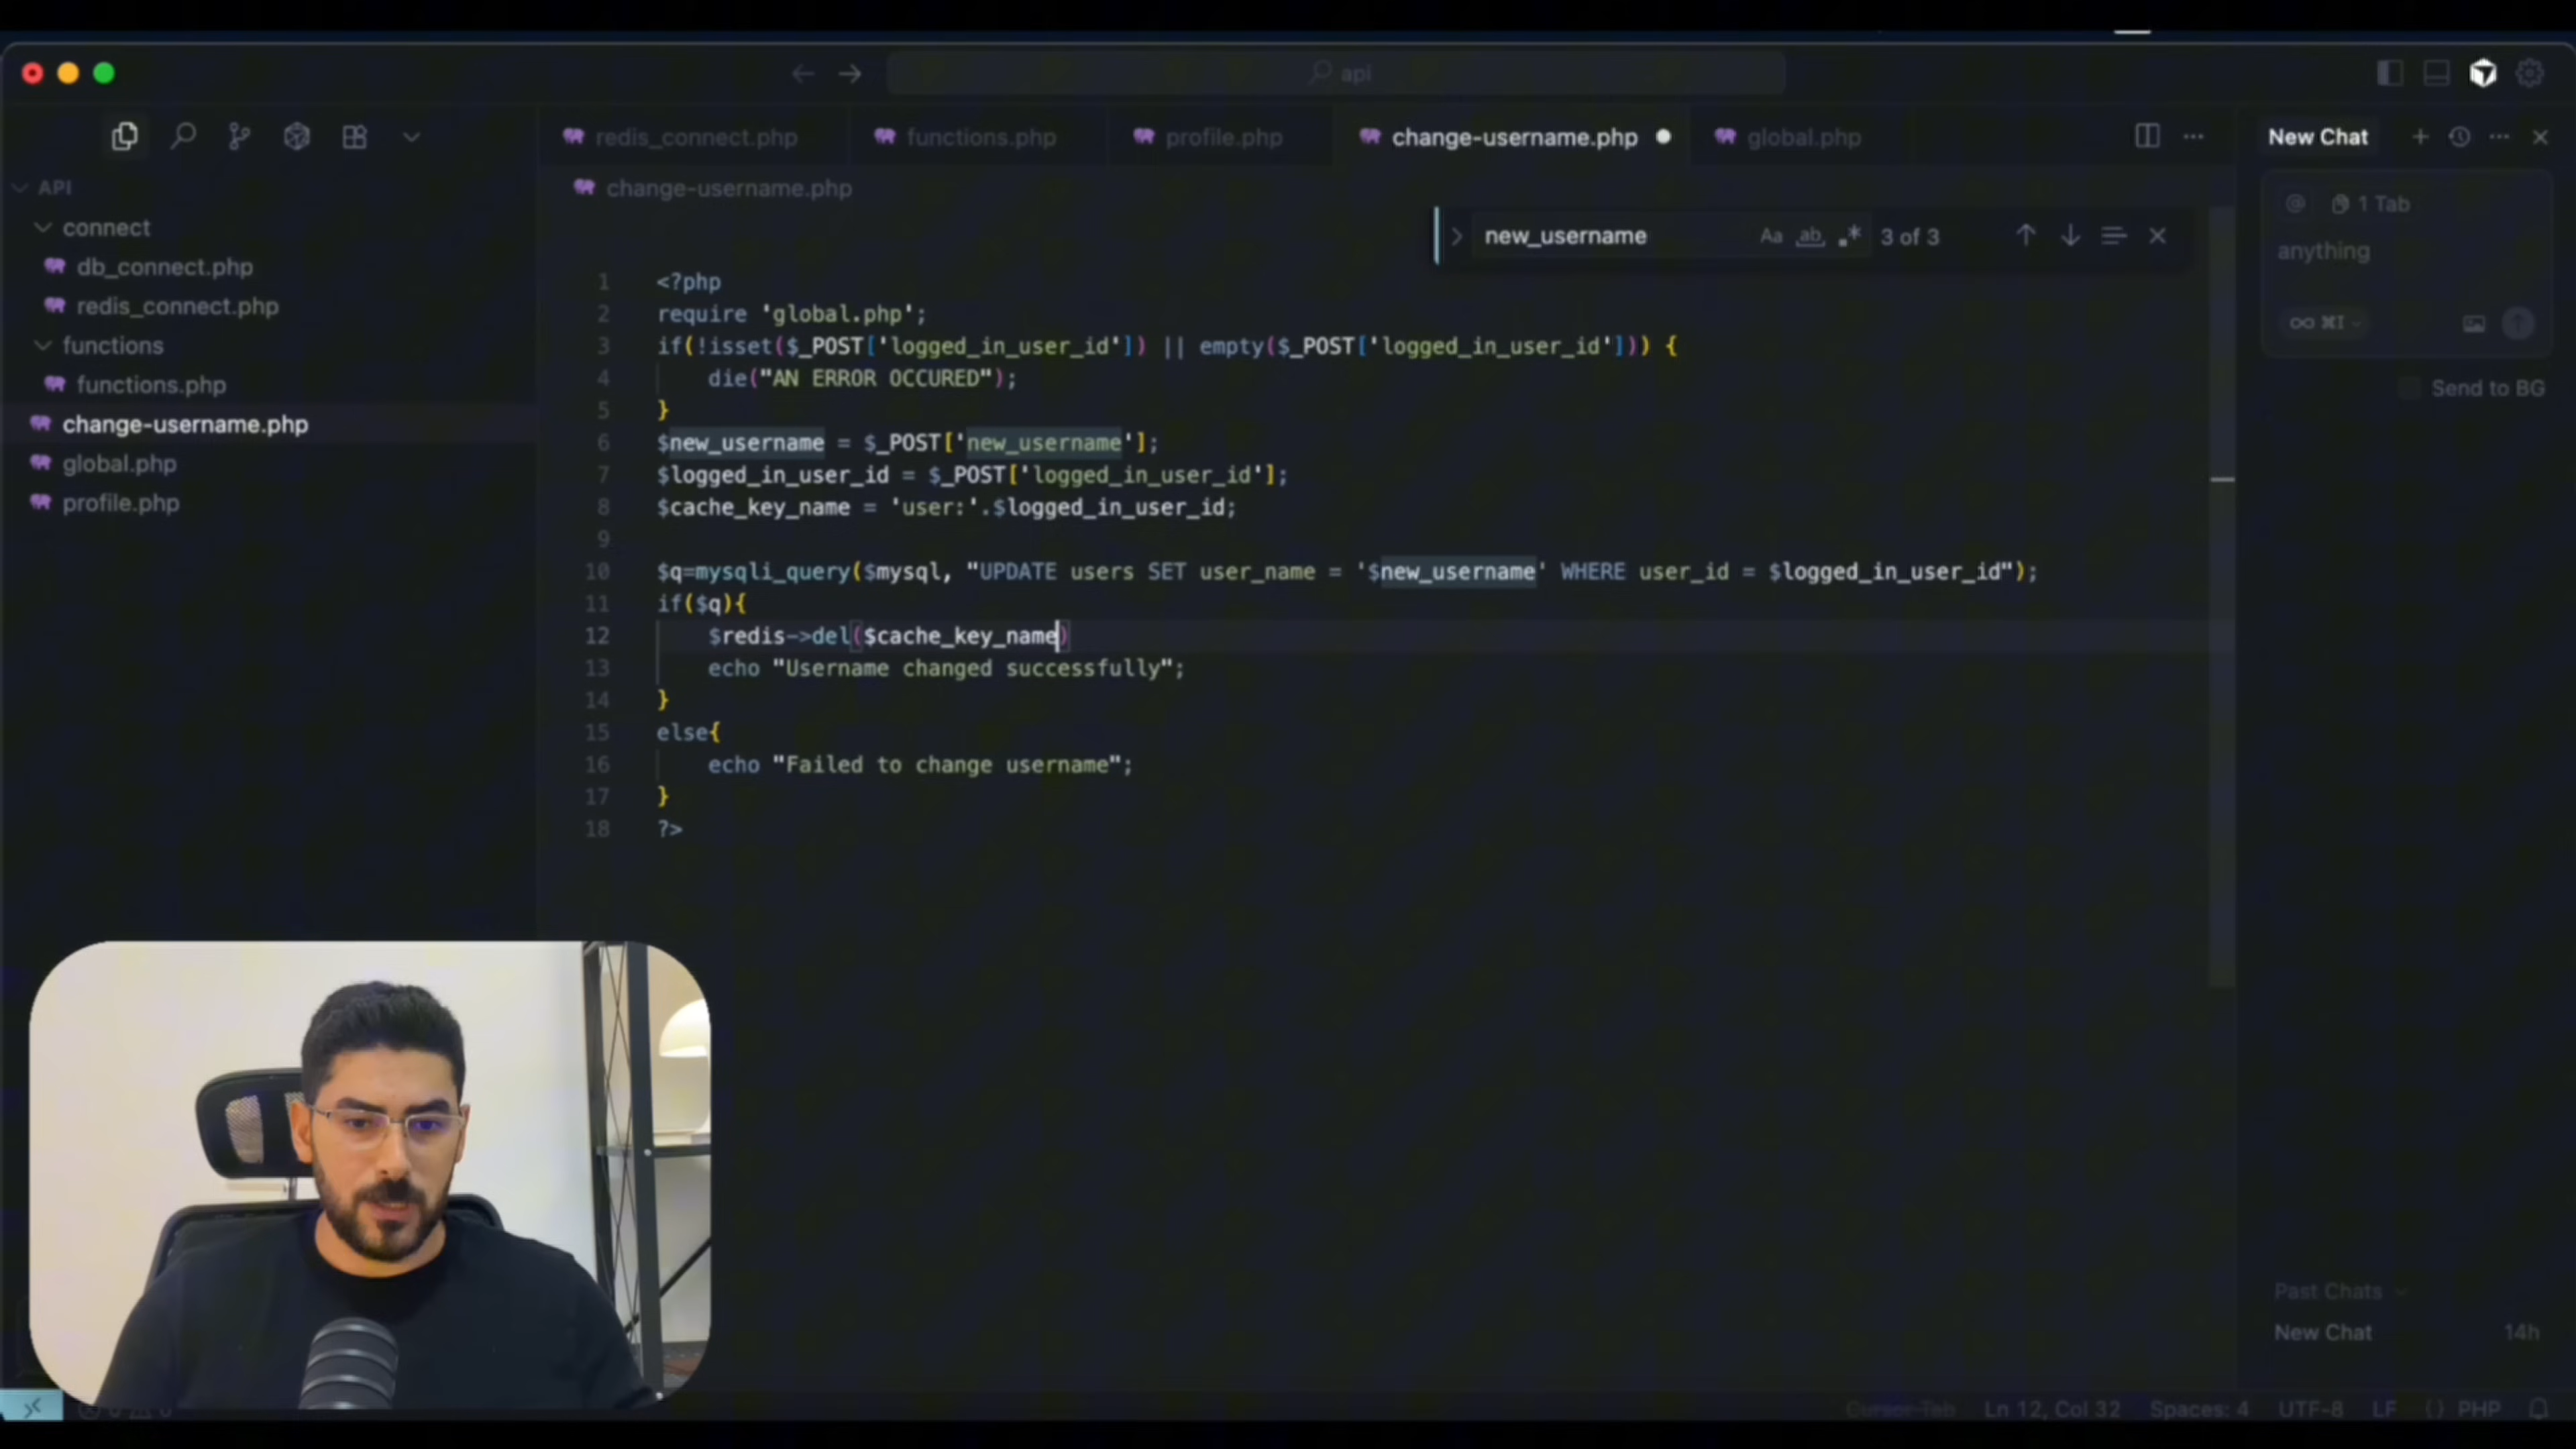 api
redis_connect.php
functions.php
profile.php
change-username.php
global.php
New Chat
API
connect
db_connect.php
redis_connect.php
functions
functions.php
change-username.php
global.php
profile.php
change-username.php
new_username
Aa
ab
3 of 3
1 <?php
2 require 'global.php';
3 if(!isset($_POST['logged_in_user_id']) || empty($_POST['logged_in_user_id'])) {
4 die("AN ERROR OCCURED");
5 }
6 $new_username = $_POST['new_username'];
7 $logged_in_user_id = $_POST['logged_in_user_id'];
8 $cache_key_name = 'user:'.$logged_in_user_id;
9
10 $q=mysqli_query($mysql, "UPDATE users SET user_name = '$new_username' WHERE user_id = $logged_in_user_id");
11 if($q){
12 $redis->del($cache_key_name)
13 echo "Username changed successfully";
14 }
15 else{
16 echo "Failed to change username";
17 }
18 ?>
@ 1 Tab
anything
∞ ⌘I
Send to BG
Past Chats
New Chat 14h
Cursor Tab
Ln 12, Col 32
Spaces: 4
UTF-8
LF
{} PHP